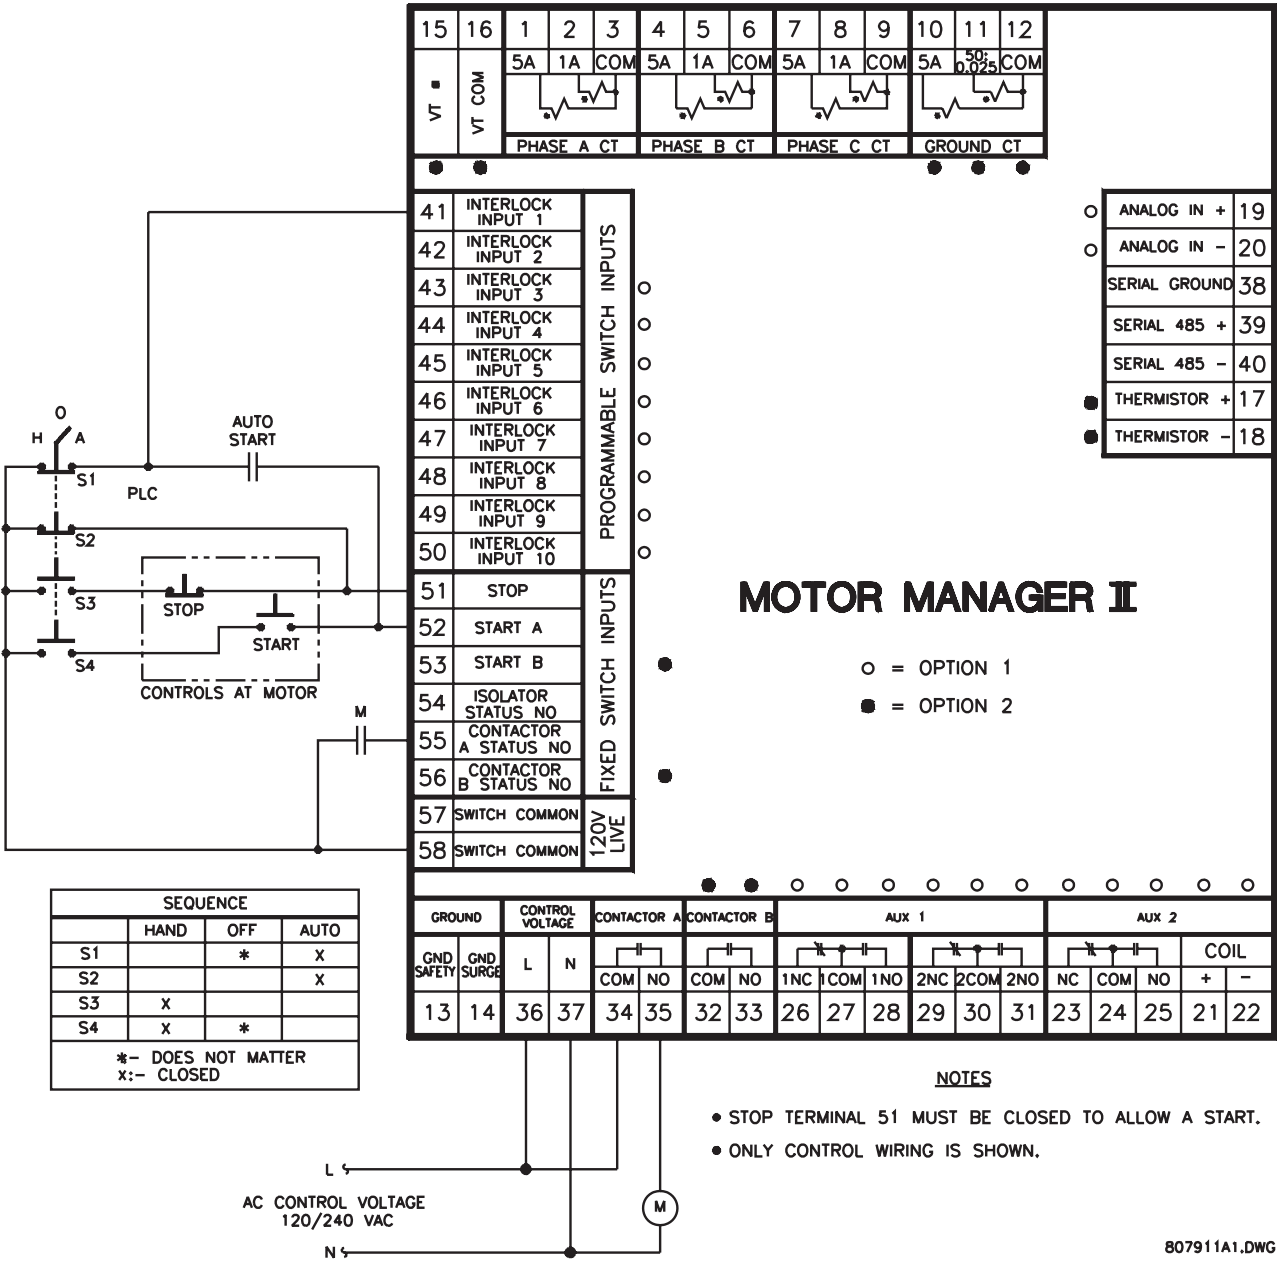 15 16 1 2 3 4 5 6 7 8 9 10 11 12
VT VT COM
5A 1A COM 5A 1A COM 5A 1A COM 5A 50:0.025 COM
PHASE A CT PHASE B CT PHASE C CT GROUND CT
41 INTERLOCK INPUT 1
42 INTERLOCK INPUT 2
43 INTERLOCK INPUT 3
44 INTERLOCK INPUT 4
45 INTERLOCK INPUT 5
46 INTERLOCK INPUT 6
47 INTERLOCK INPUT 7
48 INTERLOCK INPUT 8
49 INTERLOCK INPUT 9
50 INTERLOCK INPUT 10
PROGRAMMABLE SWITCH INPUTS
51 STOP
52 START A
53 START B
54 ISOLATOR STATUS NO
55 CONTACTOR A STATUS NO
56 CONTACTOR B STATUS NO
FIXED SWITCH INPUTS
57 SWITCH COMMON
58 SWITCH COMMON
120V LIVE
ANALOG IN + 19
ANALOG IN - 20
SERIAL GROUND 38
SERIAL 485 + 39
SERIAL 485 - 40
THERMISTOR + 17
THERMISTOR - 18
O
H A
S1
PLC
AUTO
START
S2
S3
STOP
START
S4
CONTROLS AT MOTOR
M
MOTOR MANAGER II
○ = OPTION 1
● = OPTION 2
SEQUENCE
HAND OFF AUTO
S1 * X
S2 X
S3 X
S4 X *
*- DOES NOT MATTER
X:- CLOSED
GROUND CONTROL VOLTAGE CONTACTOR A CONTACTOR B AUX 1 AUX 2
GND SAFETY GND SURGE L N COIL
COM NO COM NO 1NC 1COM 1NO 2NC 2COM 2NO NC COM NO + -
13 14 36 37 34 35 32 33 26 27 28 29 30 31 23 24 25 21 22
NOTES
● STOP TERMINAL 51 MUST BE CLOSED TO ALLOW A START.
● ONLY CONTROL WIRING IS SHOWN.
L
AC CONTROL VOLTAGE
120/240 VAC
M
N
807911A1.DWG